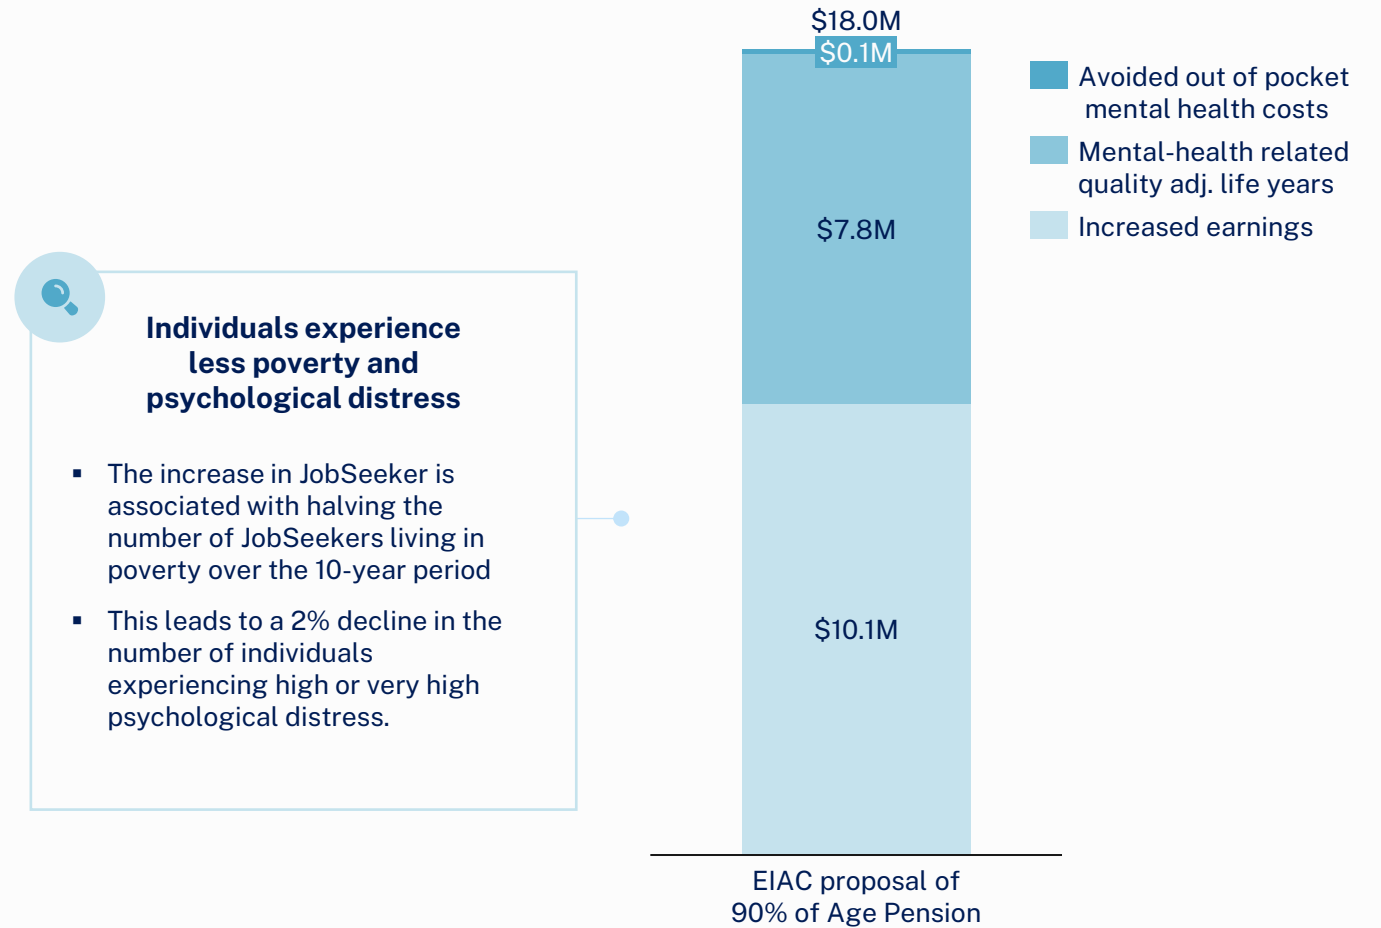 $18.0M
$0.1M
Avoided out of pocket
mental health costs
Mental-health related
quality adj. life years
$7.8M
Increased earnings
Individuals experience
less poverty and
psychological distress
▪ The increase in JobSeeker is
associated with halving the
number of JobSeekers living in
poverty over the 10-year period
▪ This leads to a 2% decline in the
number of individuals
experiencing high or very high
psychological distress.
$10.1M
EIAC proposal of
90% of Age Pension